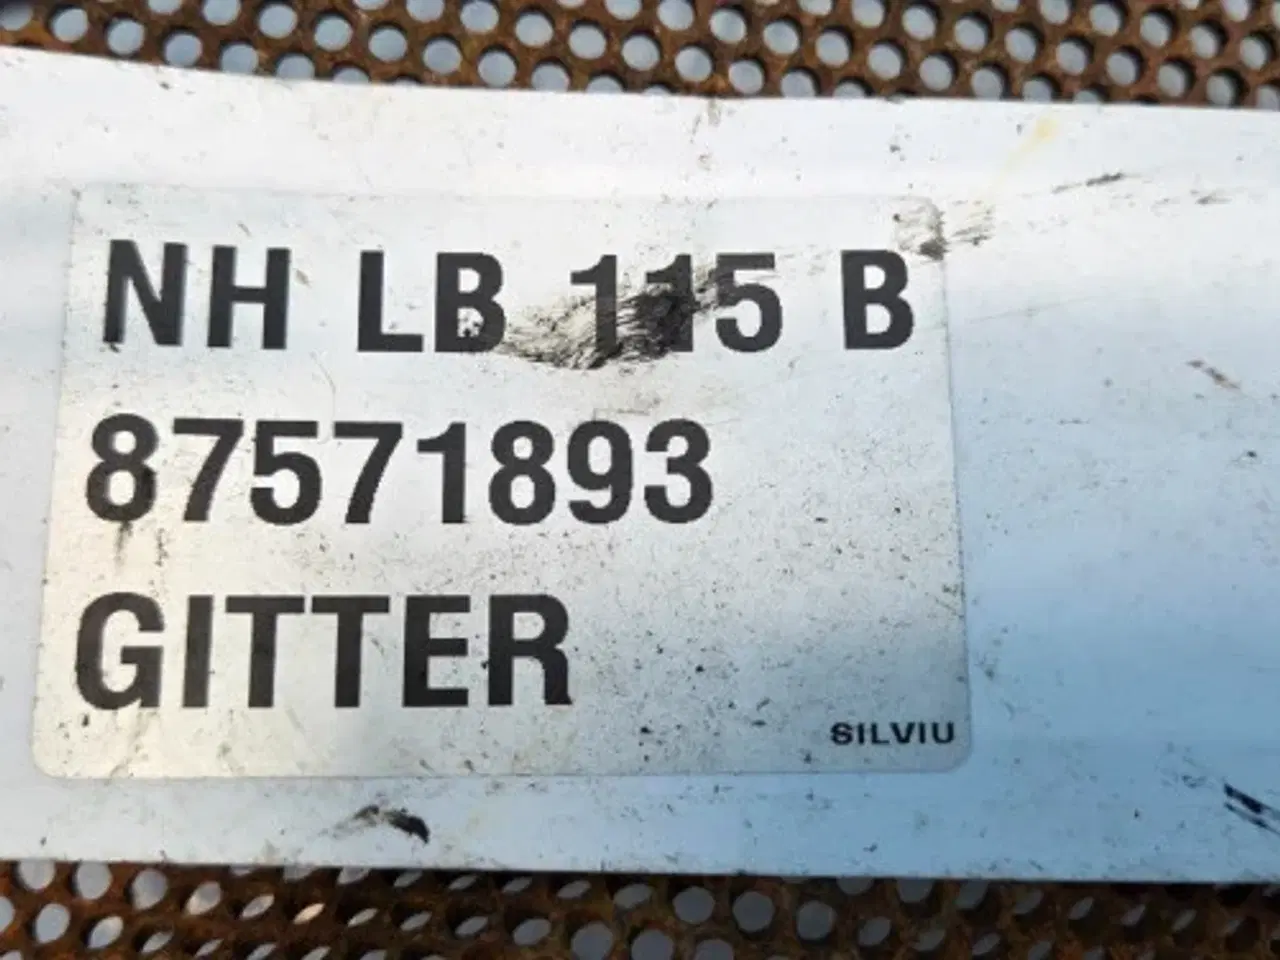 NH LB 115 B
87571893
GITTER
SILVIU